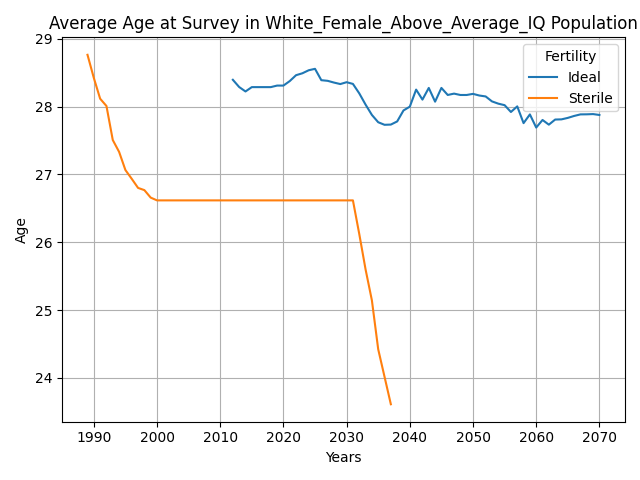 Average Age at Survey in White_Female_Above_Average_IQ Population
29
28
27
26
25
24
Age
Fertility
Ideal
Sterile
1990 2000 2010 2020 2030 2040 2050 2060 2070
Years